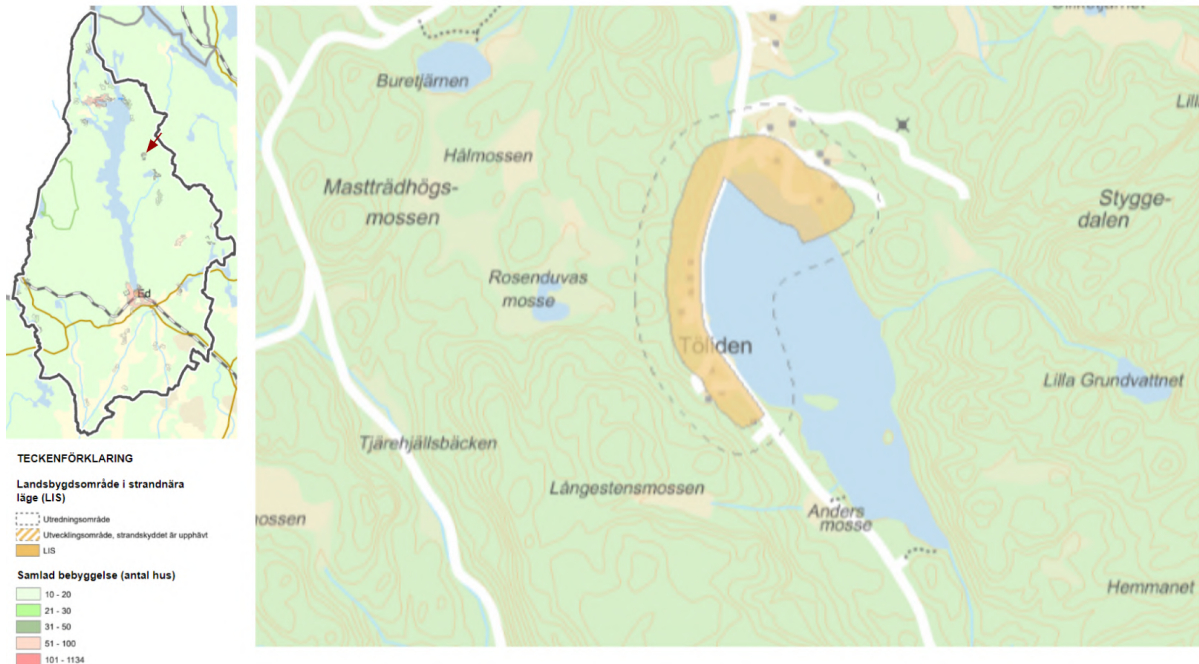 Ed
TECKENFÖRKLARING
Landsbygdsområde i strandnära
läge (LIS)
Utredningsområde
Utvecklingsområde, strandskyddet är upphävt
LIS
Samlad bebyggelse (antal hus)
10 - 20
21 - 30
31 - 50
51 - 100
101 - 1134
Buretjärnen
Hålmossen
Mastträdhögs-
mossen
Rosenduvas
mosse
Töliden
Tjärehjällsbäcken
Långestensmossen
mossen
Anders
mosse
Stygge-
dalen
Lilla Grundvattnet
Hemmanet